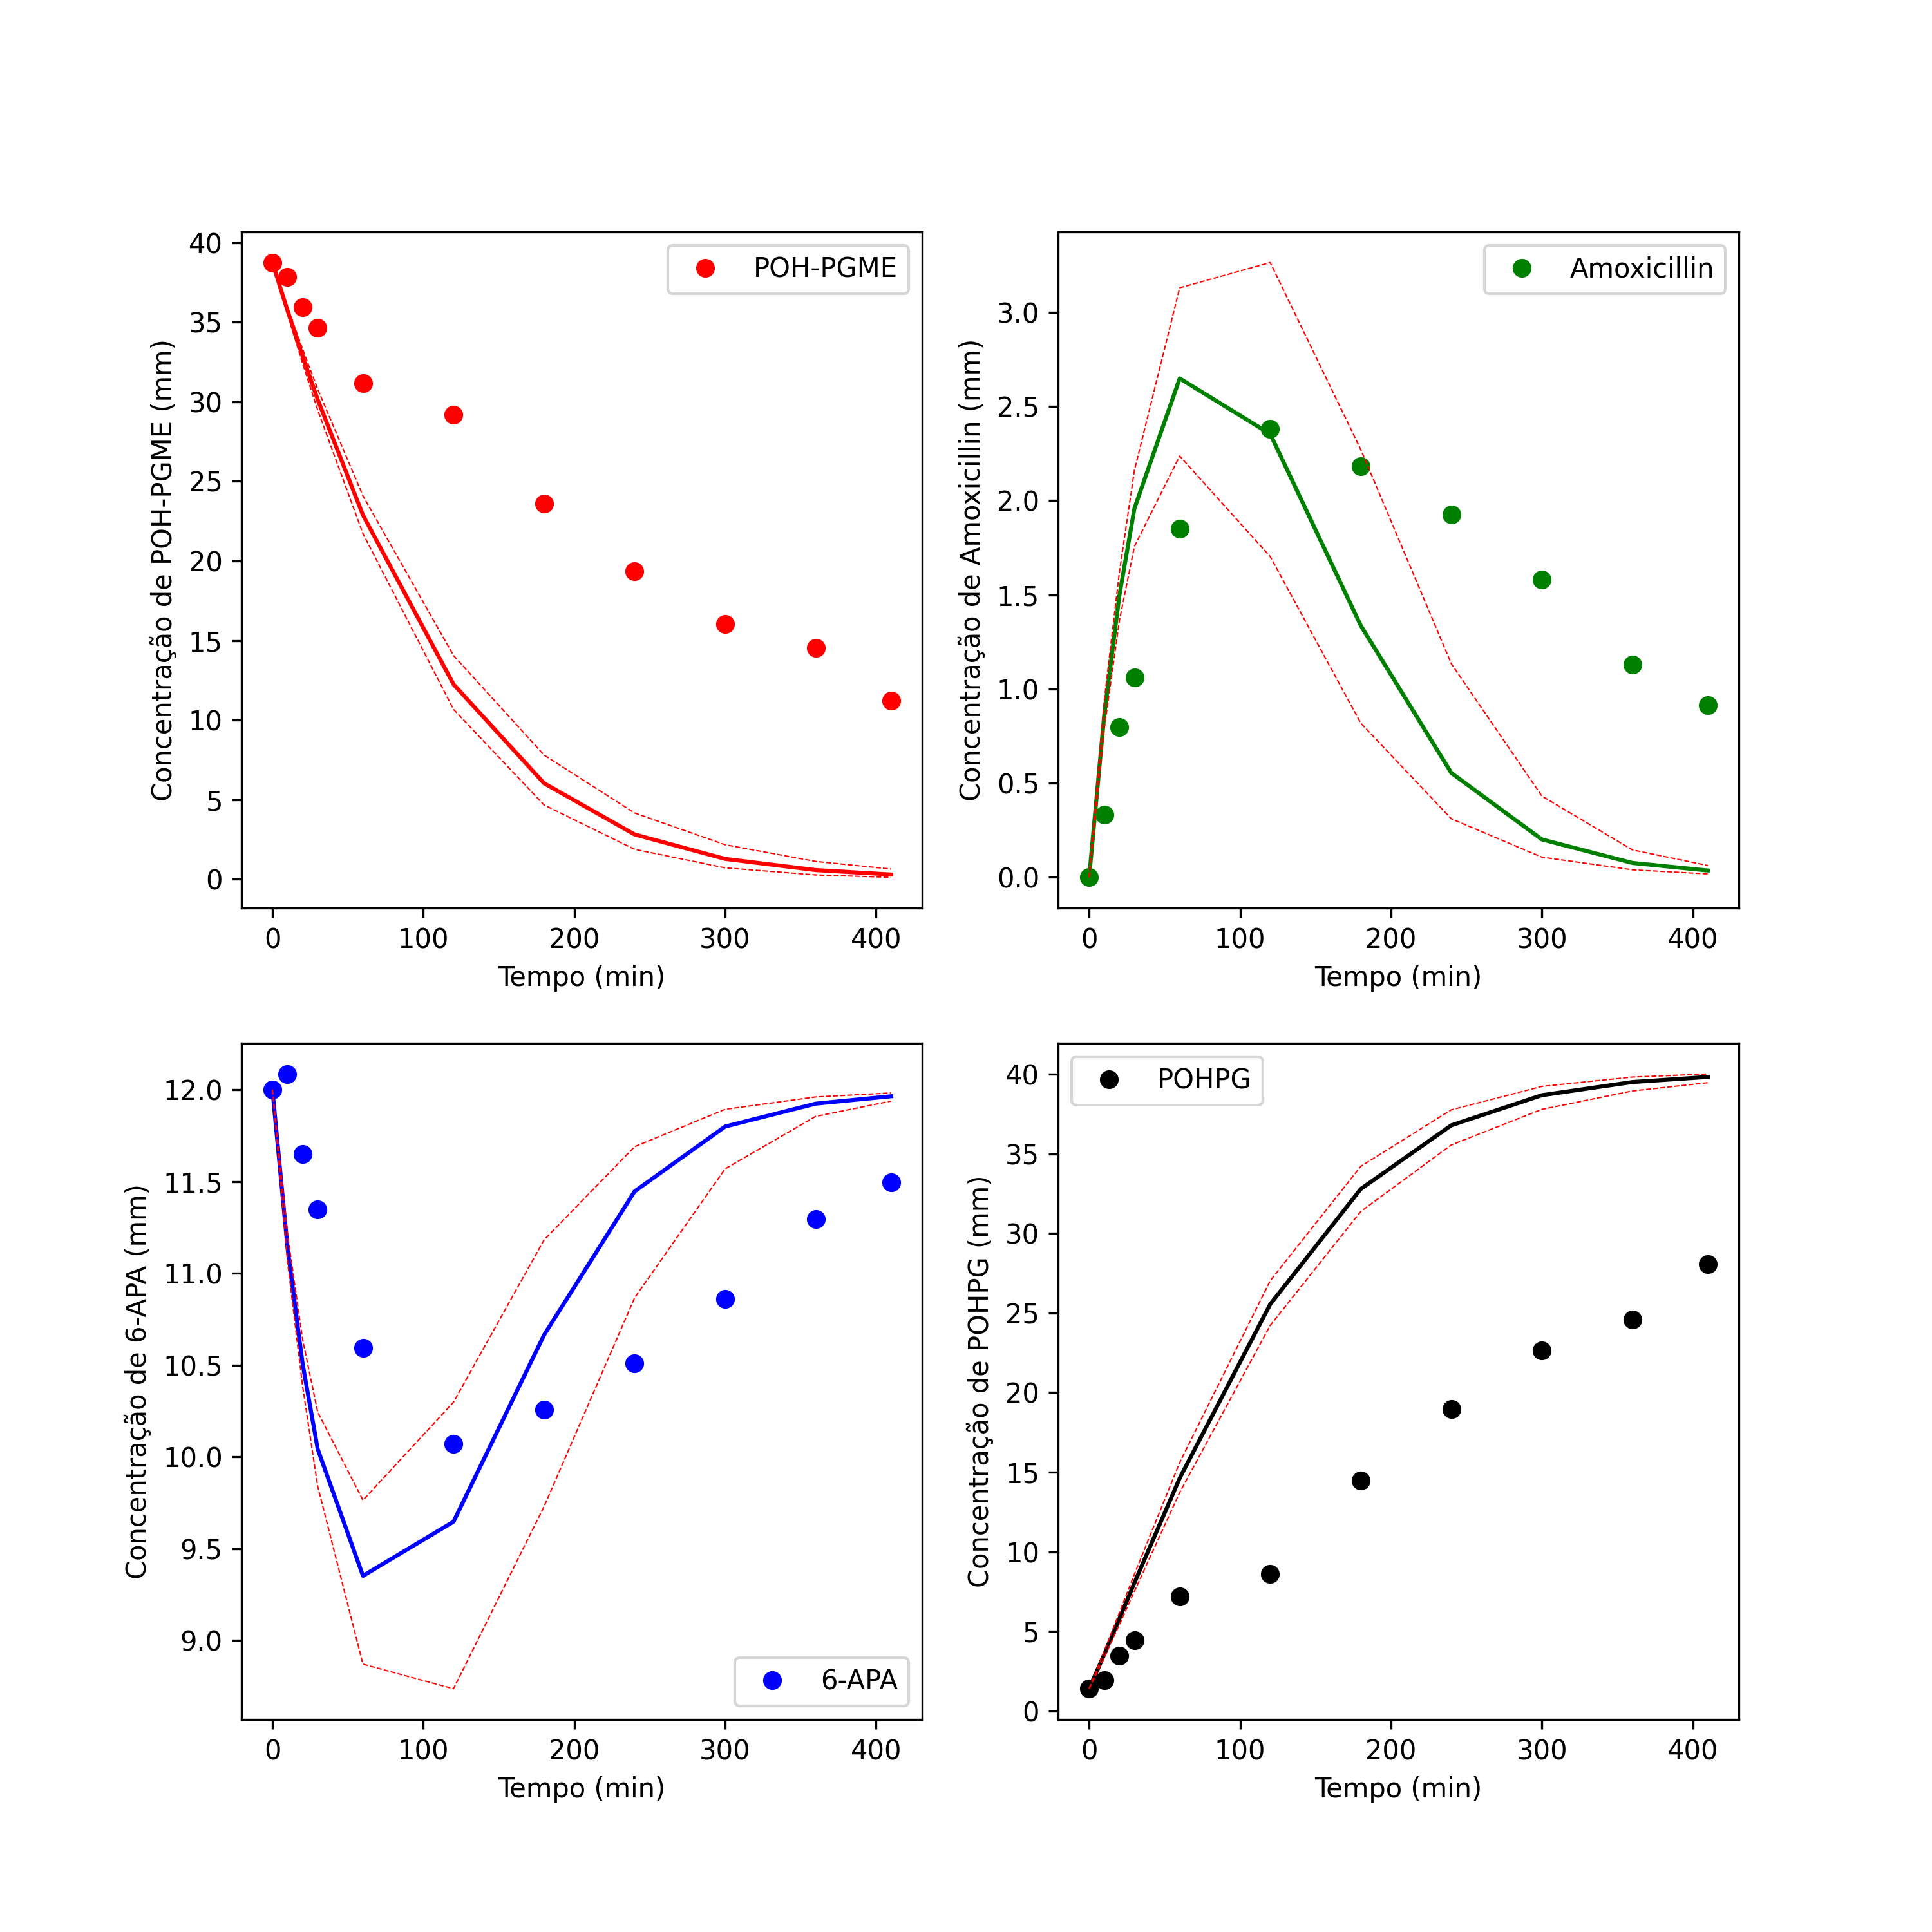 POH-PGME
Concentração de POH-PGME (mm)
40
35
30
25
20
15
10
5
0
0 100 200 300 400
Tempo (min)
Amoxicillin
Concentração de Amoxicillin (mm)
3.0
2.5
2.0
1.5
1.0
0.5
0.0
0 100 200 300 400
Tempo (min)
Concentração de 6-APA (mm)
12.0
11.5
11.0
10.5
10.0
9.5
9.0
6-APA
0 100 200 300 400
Tempo (min)
POHPG
Concentração de POHPG (mm)
40
35
30
25
20
15
10
5
0
0 100 200 300 400
Tempo (min)